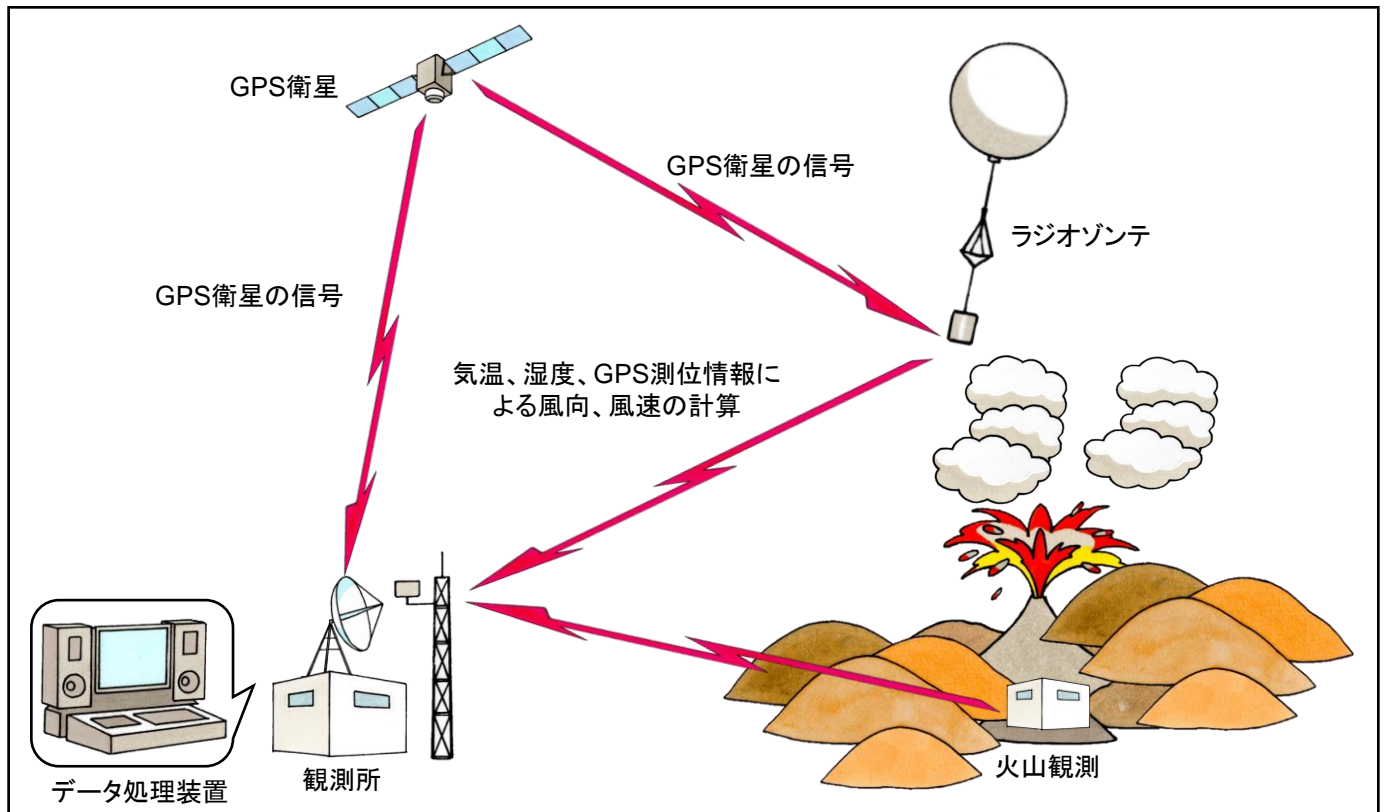 GPS衛星
GPS衛星の信号
ラジオゾンテ
GPS衛星の信号
気温、湿度、GPS測位情報に
よる風向、風速の計算
データ処理装置
観測所
火山観測